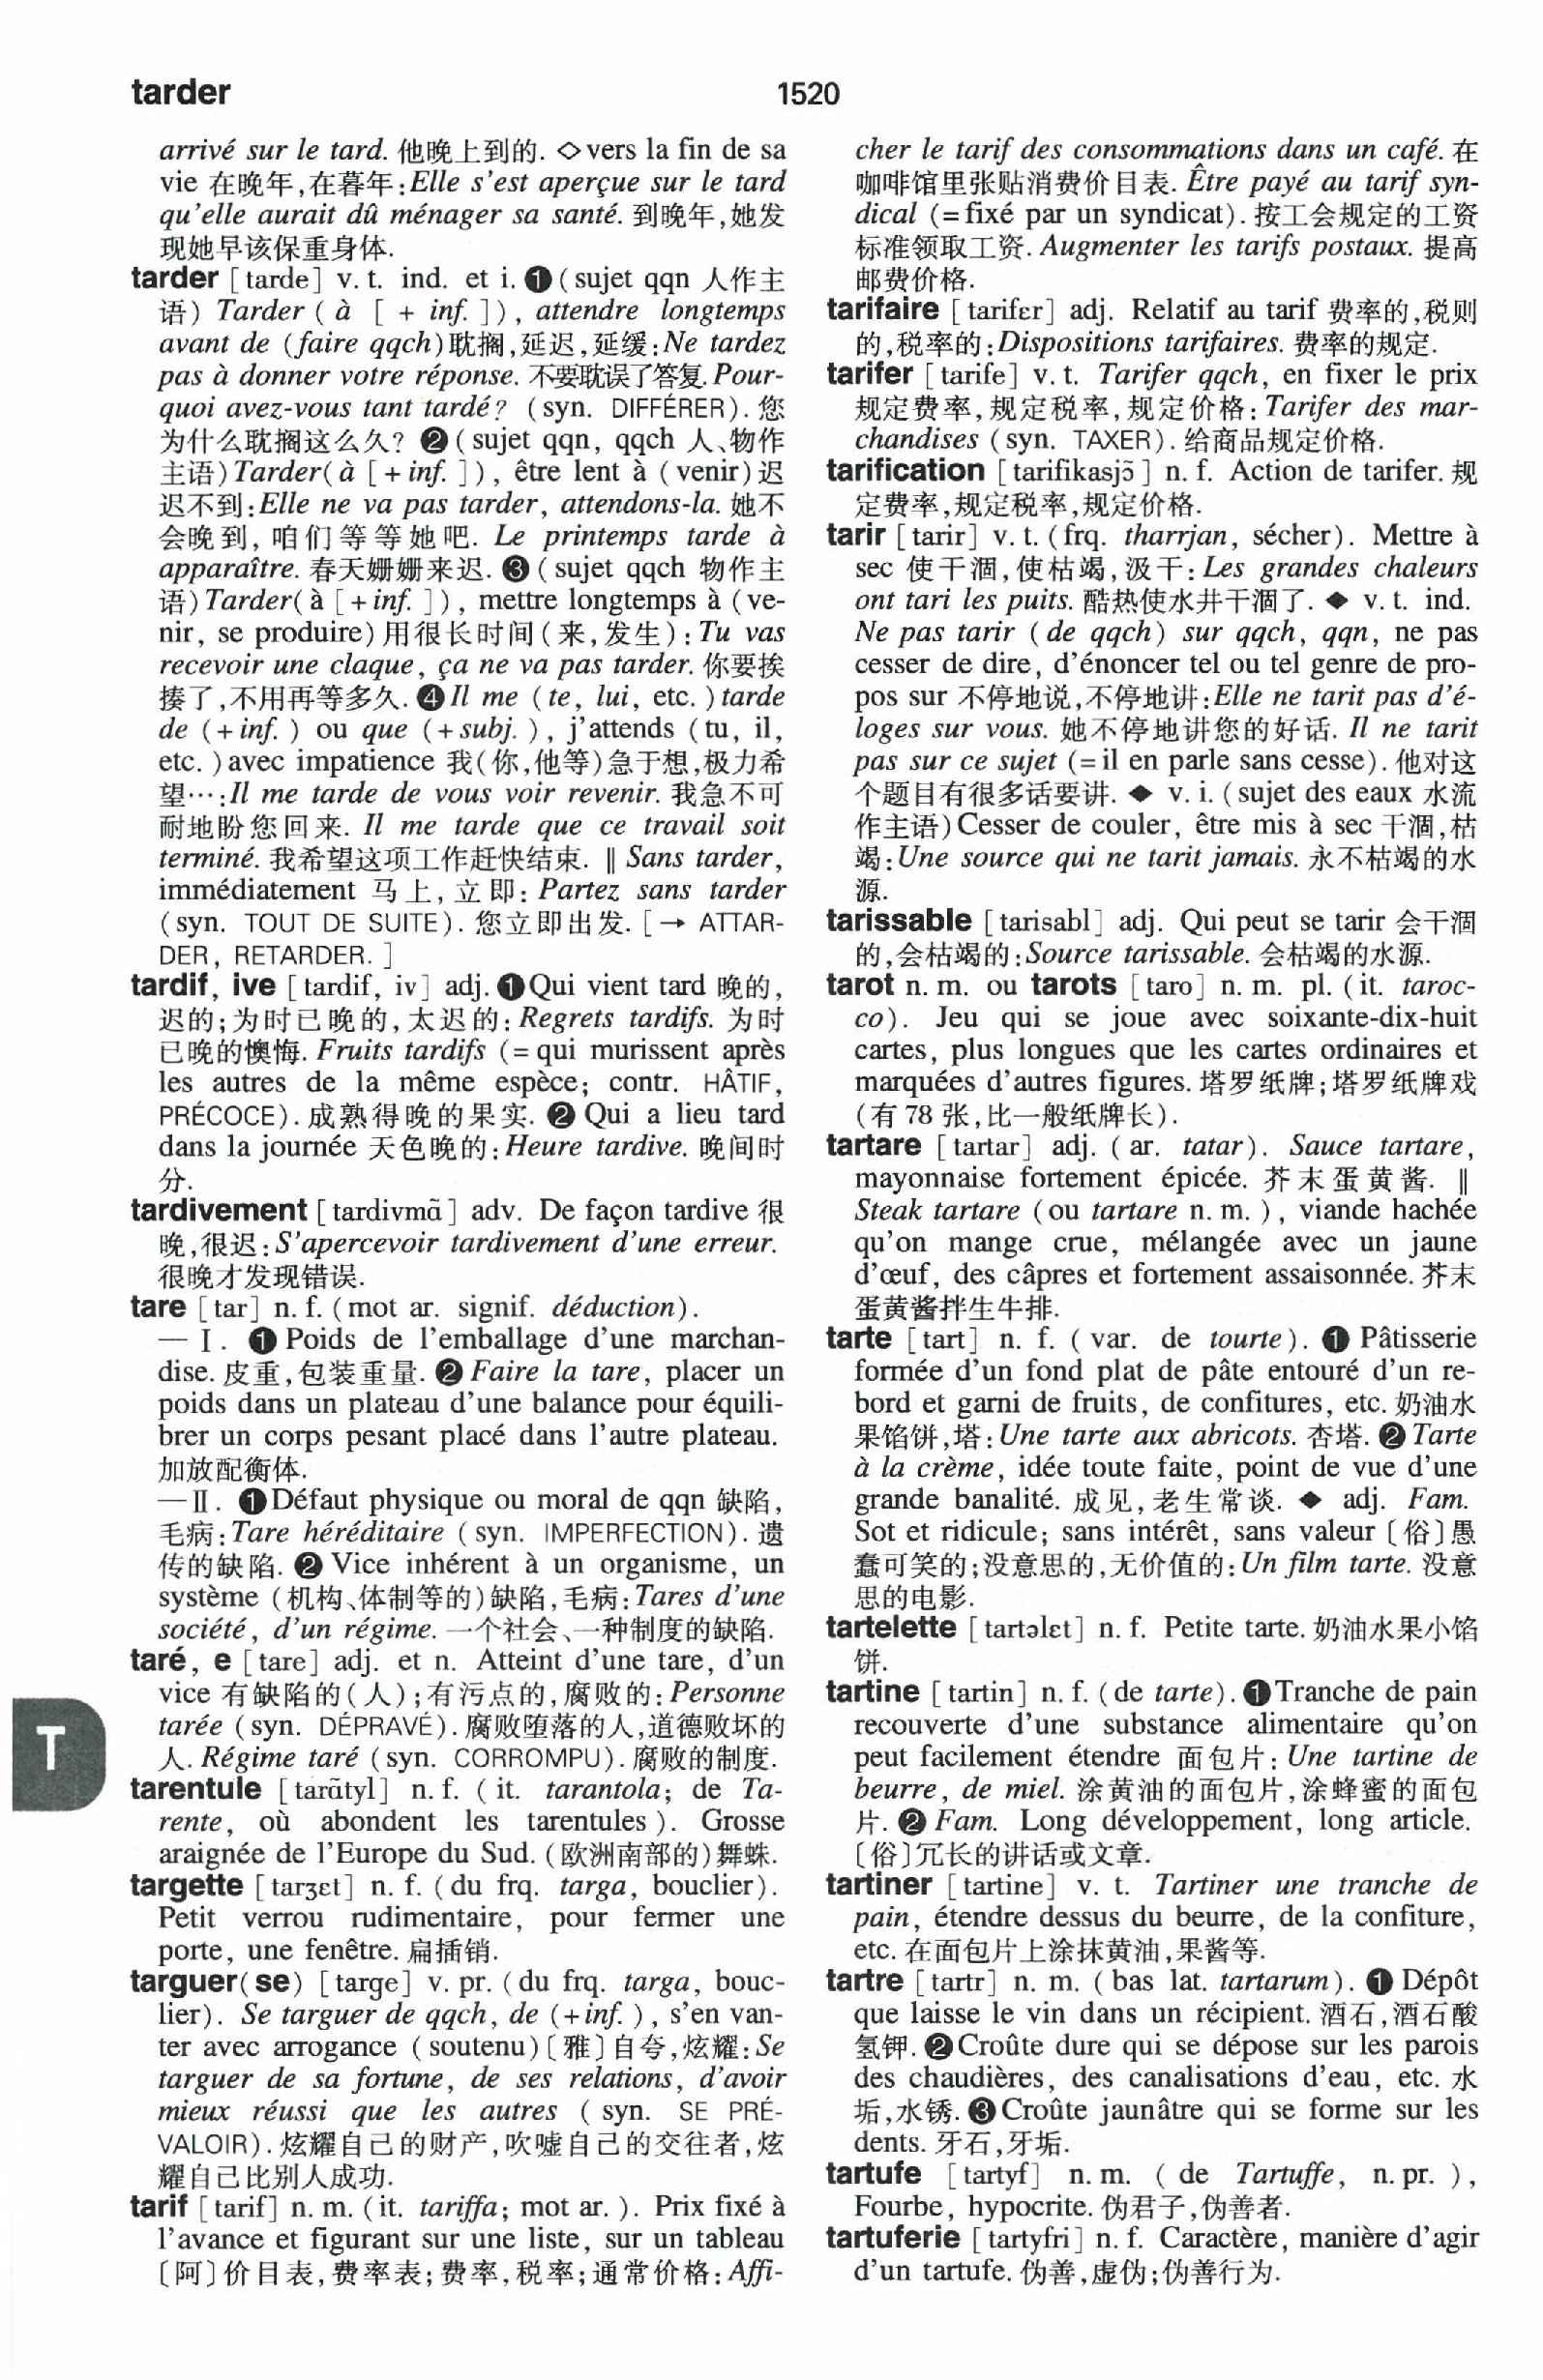 tarder
1520
arrivé sur le tard. 他晚上到的. ◇vers la fin de sa
vie 在晚年,在暮年:Elle s'est aperçue sur le tard
qu'elle aurait dû ménager sa santé. 到晚年,她发
现她早该保重身体.
tarder [tarde] v. t. ind. et i. ❶(sujet qqn 人作主
语) Tarder ( à [ + inf. ]), attendre longtemps
avant de (faire qqch)耽搁,延迟,延缓:Ne tardez
pas à donner votre réponse. 不要耽误了答复. Pour-
quoi avez-vous tant tardé? (syn. DIFFÉRER). 您
为什么耽搁这么久? ❷(sujet qqn, qqch 人、物作
主语)Tarder(à [+inf. ]), être lent à (venir)迟
迟不到:Elle ne va pas tarder, attendons-la. 她不
会晚到, 咱们等等她吧. Le printemps tarde à
apparaître. 春天姗姗来迟. ❸(sujet qqch 物作主
语)Tarder(à [+inf. ]), mettre longtemps à (ve-
nir, se produire)用很长时间(来,发生): Tu vas
recevoir une claque, ça ne va pas tarder. 你要挨
揍了,不用再等多久. ❹Il me (te, lui, etc. )tarde
de (+inf. ) ou que (+subj. ), j'attends (tu, il,
etc. )avec impatience 我(你,他等)急于想,极力希
望…:Il me tarde de vous voir revenir. 我急不可
耐地盼您回来. Il me tarde que ce travail soit
terminé. 我希望这项工作赶快结束. ‖ Sans tarder,
immédiatement 马上, 立即: Partez sans tarder
(syn. TOUT DE SUITE). 您立即出发. [→ ATTAR-
DER, RETARDER. ]
tardif, ive [tardif, iv] adj. ❶Qui vient tard 晚的,
迟的;为时已晚的,太迟的: Regrets tardifs. 为时
已晚的懊悔. Fruits tardifs (=qui murissent après
les autres de la même espèce; contr. HÂTIF,
PRÉCOCE). 成熟得晚的果实. ❷ Qui a lieu tard
dans la journée 天色晚的:Heure tardive. 晚间时
分.
tardivement [tardivmɑ̃] adv. De façon tardive 很
晚,很迟:S'apercevoir tardivement d'une erreur.
很晚才发现错误.
tare [tar] n. f. (mot ar. signif. déduction).
— Ⅰ. ❶ Poids de l'emballage d'une marchan-
dise. 皮重,包装重量. ❷ Faire la tare, placer un
poids dans un plateau d'une balance pour équili-
brer un corps pesant placé dans l'autre plateau.
加放配衡体.
— Ⅱ. ❶Défaut physique ou moral de qqn 缺陷,
毛病:Tare héréditaire (syn. IMPERFECTION). 遗
传的缺陷. ❷ Vice inhérent à un organisme, un
système (机构、体制等的)缺陷,毛病:Tares d'une
société, d'un régime. 一个社会、一种制度的缺陷.
taré, e [tare] adj. et n. Atteint d'une tare, d'un
vice 有缺陷的(人);有污点的,腐败的: Personne
tarée (syn. DÉPRAVÉ). 腐败堕落的人,道德败坏的
人. Régime taré (syn. CORROMPU). 腐败的制度.
T
tarentule [tarɑ̃tyl] n. f. ( it. tarantola; de Ta-
rente, où abondent les tarentules ). Grosse
araignée de l'Europe du Sud. (欧洲南部的)舞蛛.
targette [tarʒɛt] n. f. (du frq. targa, bouclier).
Petit verrou rudimentaire, pour fermer une
porte, une fenêtre. 扁插销.
targuer(se) [targe] v. pr. (du frq. targa, bouc-
lier). Se targuer de qqch, de (+inf. ), s'en van-
ter avec arrogance (soutenu)〔雅〕自夸,炫耀:Se
targuer de sa fortune, de ses relations, d'avoir
mieux réussi que les autres ( syn. SE PRÉ-
VALOIR). 炫耀自己的财产,吹嘘自己的交往者,炫
耀自己比别人成功.
tarif [tarif] n. m. (it. tariffa; mot ar. ). Prix fixé à
l'avance et figurant sur une liste, sur un tableau
〔阿〕价目表,费率表;费率,税率;通常价格:Affi-
cher le tarif des consommations dans un café. 在
咖啡馆里张贴消费价目表. Être payé au tarif syn-
dical (=fixé par un syndicat). 按工会规定的工资
标准领取工资. Augmenter les tarifs postaux. 提高
邮费价格.
tarifaire [tarifɛr] adj. Relatif au tarif 费率的,税则
的,税率的:Dispositions tarifaires. 费率的规定.
tarifer [tarife] v. t. Tarifer qqch, en fixer le prix
规定费率,规定税率,规定价格: Tarifer des mar-
chandises (syn. TAXER). 给商品规定价格.
tarification [tarifikasjɔ̃] n. f. Action de tarifer. 规
定费率,规定税率,规定价格.
tarir [tarir] v. t. (frq. tharrjan, sécher). Mettre à
sec 使干涸,使枯竭,汲干: Les grandes chaleurs
ont tari les puits. 酷热使水井干涸了. ◆ v. t. ind.
Ne pas tarir (de qqch) sur qqch, qqn, ne pas
cesser de dire, d'énoncer tel ou tel genre de pro-
pos sur 不停地说,不停地讲:Elle ne tarit pas d'é-
loges sur vous. 她不停地讲您的好话. Il ne tarit
pas sur ce sujet (=il en parle sans cesse). 他对这
个题目有很多话要讲. ◆ v. i. (sujet des eaux 水流
作主语)Cesser de couler, être mis à sec 干涸,枯
竭:Une source qui ne tarit jamais. 永不枯竭的水
源.
tarissable [tarisabl] adj. Qui peut se tarir 会干涸
的,会枯竭的:Source tarissable. 会枯竭的水源.
tarot n. m. ou tarots [taro] n. m. pl. (it. taroc-
co). Jeu qui se joue avec soixante-dix-huit
cartes, plus longues que les cartes ordinaires et
marquées d'autres figures. 塔罗纸牌;塔罗纸牌戏
(有 78 张,比一般纸牌长).
tartare [tartar] adj. ( ar. tatar). Sauce tartare,
mayonnaise fortement épicée. 芥末蛋黄酱. ‖
Steak tartare (ou tartare n. m. ), viande hachée
qu'on mange crue, mélangée avec un jaune
d'œuf, des câpres et fortement assaisonnée. 芥末
蛋黄酱拌生牛排.
tarte [tart] n. f. ( var. de tourte). ❶ Pâtisserie
formée d'un fond plat de pâte entouré d'un re-
bord et garni de fruits, de confitures, etc. 奶油水
果馅饼,塔:Une tarte aux abricots. 杏塔. ❷ Tarte
à la crème, idée toute faite, point de vue d'une
grande banalité. 成见,老生常谈. ◆ adj. Fam.
Sot et ridicule; sans intérêt, sans valeur〔俗〕愚
蠢可笑的;没意思的,无价值的:Un film tarte. 没意
思的电影.
tartelette [tartəlɛt] n. f. Petite tarte. 奶油水果小馅
饼.
tartine [tartin] n. f. (de tarte). ❶Tranche de pain
recouverte d'une substance alimentaire qu'on
peut facilement étendre 面包片: Une tartine de
beurre, de miel. 涂黄油的面包片,涂蜂蜜的面包
片. ❷ Fam. Long développement, long article.
〔俗〕冗长的讲话或文章.
tartiner [tartine] v. t. Tartiner une tranche de
pain, étendre dessus du beurre, de la confiture,
etc. 在面包片上涂抹黄油,果酱等.
tartre [tartr] n. m. ( bas lat. tartarum). ❶ Dépôt
que laisse le vin dans un récipient. 酒石,酒石酸
氢钾. ❷Croûte dure qui se dépose sur les parois
des chaudières, des canalisations d'eau, etc. 水
垢,水锈. ❸Croûte jaunâtre qui se forme sur les
dents. 牙石,牙垢.
tartufe [tartyf] n. m. ( de Tartuffe, n. pr. ),
Fourbe, hypocrite. 伪君子,伪善者.
tartuferie [tartyfri] n. f. Caractère, manière d'agir
d'un tartufe. 伪善,虚伪;伪善行为.